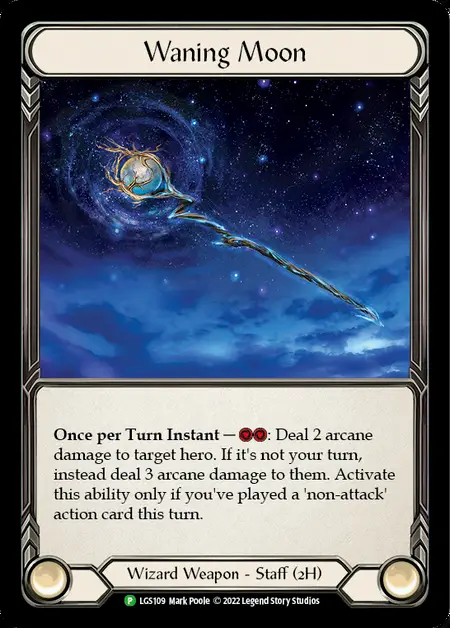 Waning Moon
Once per Turn Instant — : Deal 2 arcane
damage to target hero. If it's not your turn,
instead deal 3 arcane damage to them. Activate
this ability only if you've played a 'non-attack'
action card this turn.
Wizard Weapon - Staff (2H)
P LGS109 Mark Poole © 2022 Legend Story Studios